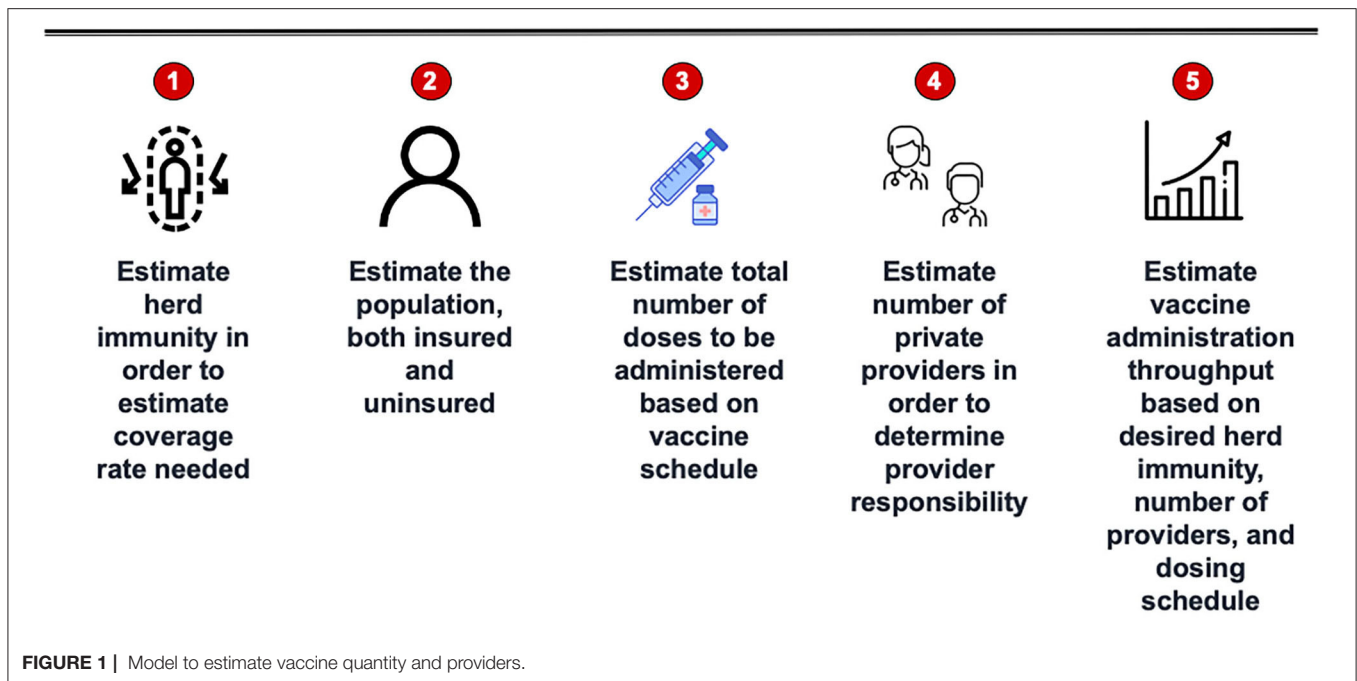 1
Estimate
herd
immunity in
order to
estimate
coverage
rate needed
2
Estimate the
population,
both insured
and
uninsured
3
Estimate total
number of
doses to be
administered
based on
vaccine
schedule
4
Estimate
number of
private
providers in
order to
determine
provider
responsibility
5
Estimate
vaccine
administration
throughput
based on
desired herd
immunity,
number of
providers, and
dosing
schedule
FIGURE 1 | Model to estimate vaccine quantity and providers.